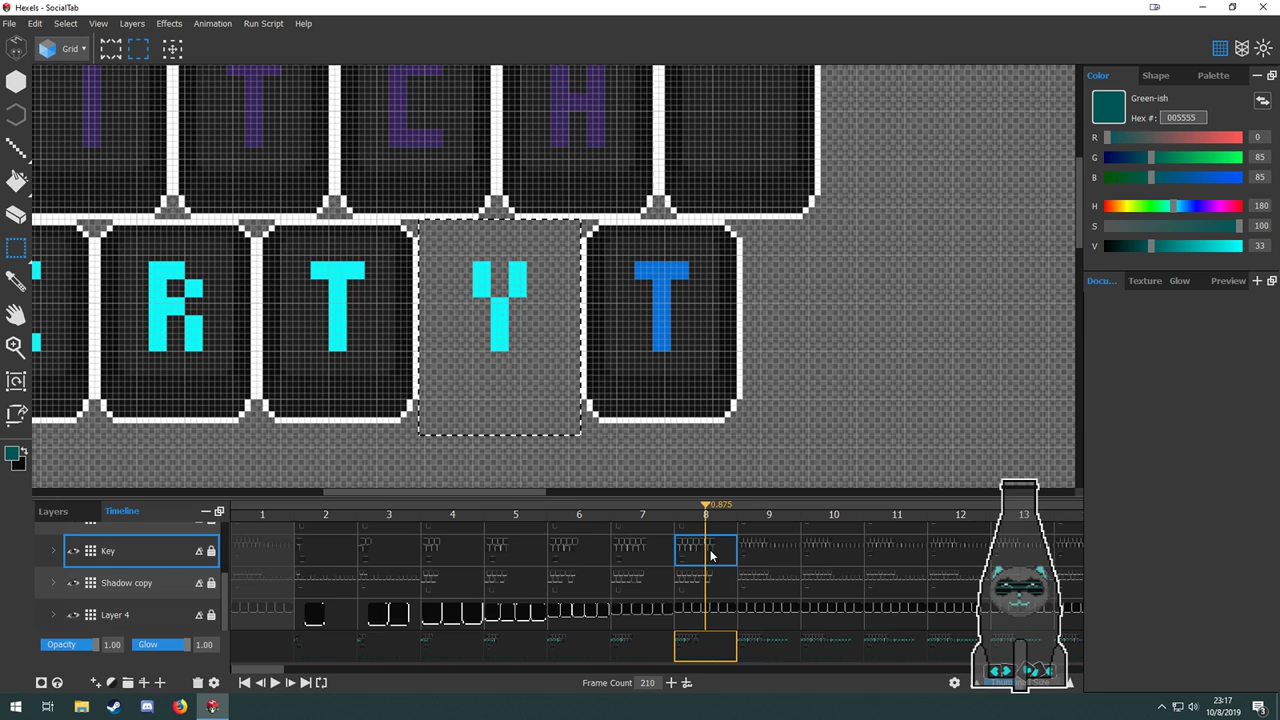 Hexels - SocialTab
File Edit Select View Layers Effects Animation Run Script Help
Grid
Color Shape Palette
Green-ish
Hex #: 005555
R 0
G 85
B 85
H 180
S 100
V 33
Docu... Texture Glow Preview
I T C H
R T Y T
Layers Timeline
0.875
1 2 3 4 5 6 7 8 9 10 11 12 13
Key
Shadow copy
Layer 4
Opacity 1.00 Glow 1.00
Frame Count 210
Size
23:17
10/8/2019
3